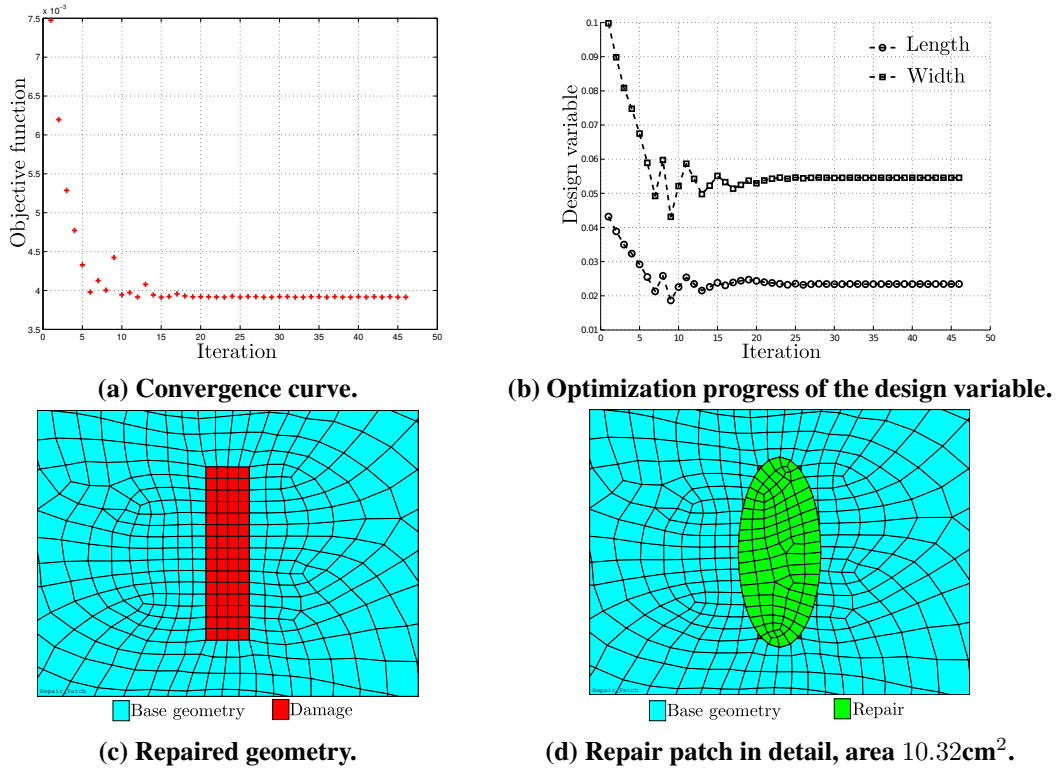 x 10⁻³
7.5
7
6.5
6
5.5
5
4.5
4
3.5
0 5 10 15 20 25 30 35 40 45 50
Objective function
Iteration
(a) Convergence curve.
0.1
0.09
0.08
0.07
0.06
0.05
0.04
0.03
0.02
0.01
0 5 10 15 20 25 30 35 40 45 50
Design variable
Iteration
Length
Width
(b) Optimization progress of the design variable.
Repair_Patch
Base geometry Damage
(c) Repaired geometry.
Repair_Patch
Base geometry Repair
(d) Repair patch in detail, area 10.32cm².